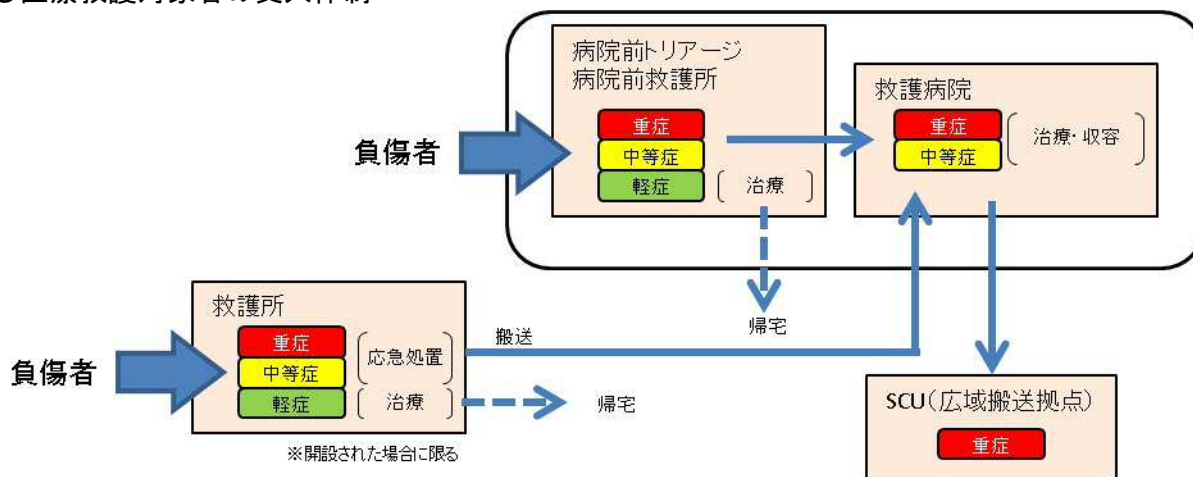 病院前トリアージ
病院前救護所
重症
中等症
軽症
治療
負傷者
救護病院
重症
中等症
治療・収容
帰宅
救護所
重症
中等症
軽症
応急処置
治療
負傷者
搬送
帰宅
※開設された場合に限る
SCU(広域搬送拠点)
重症